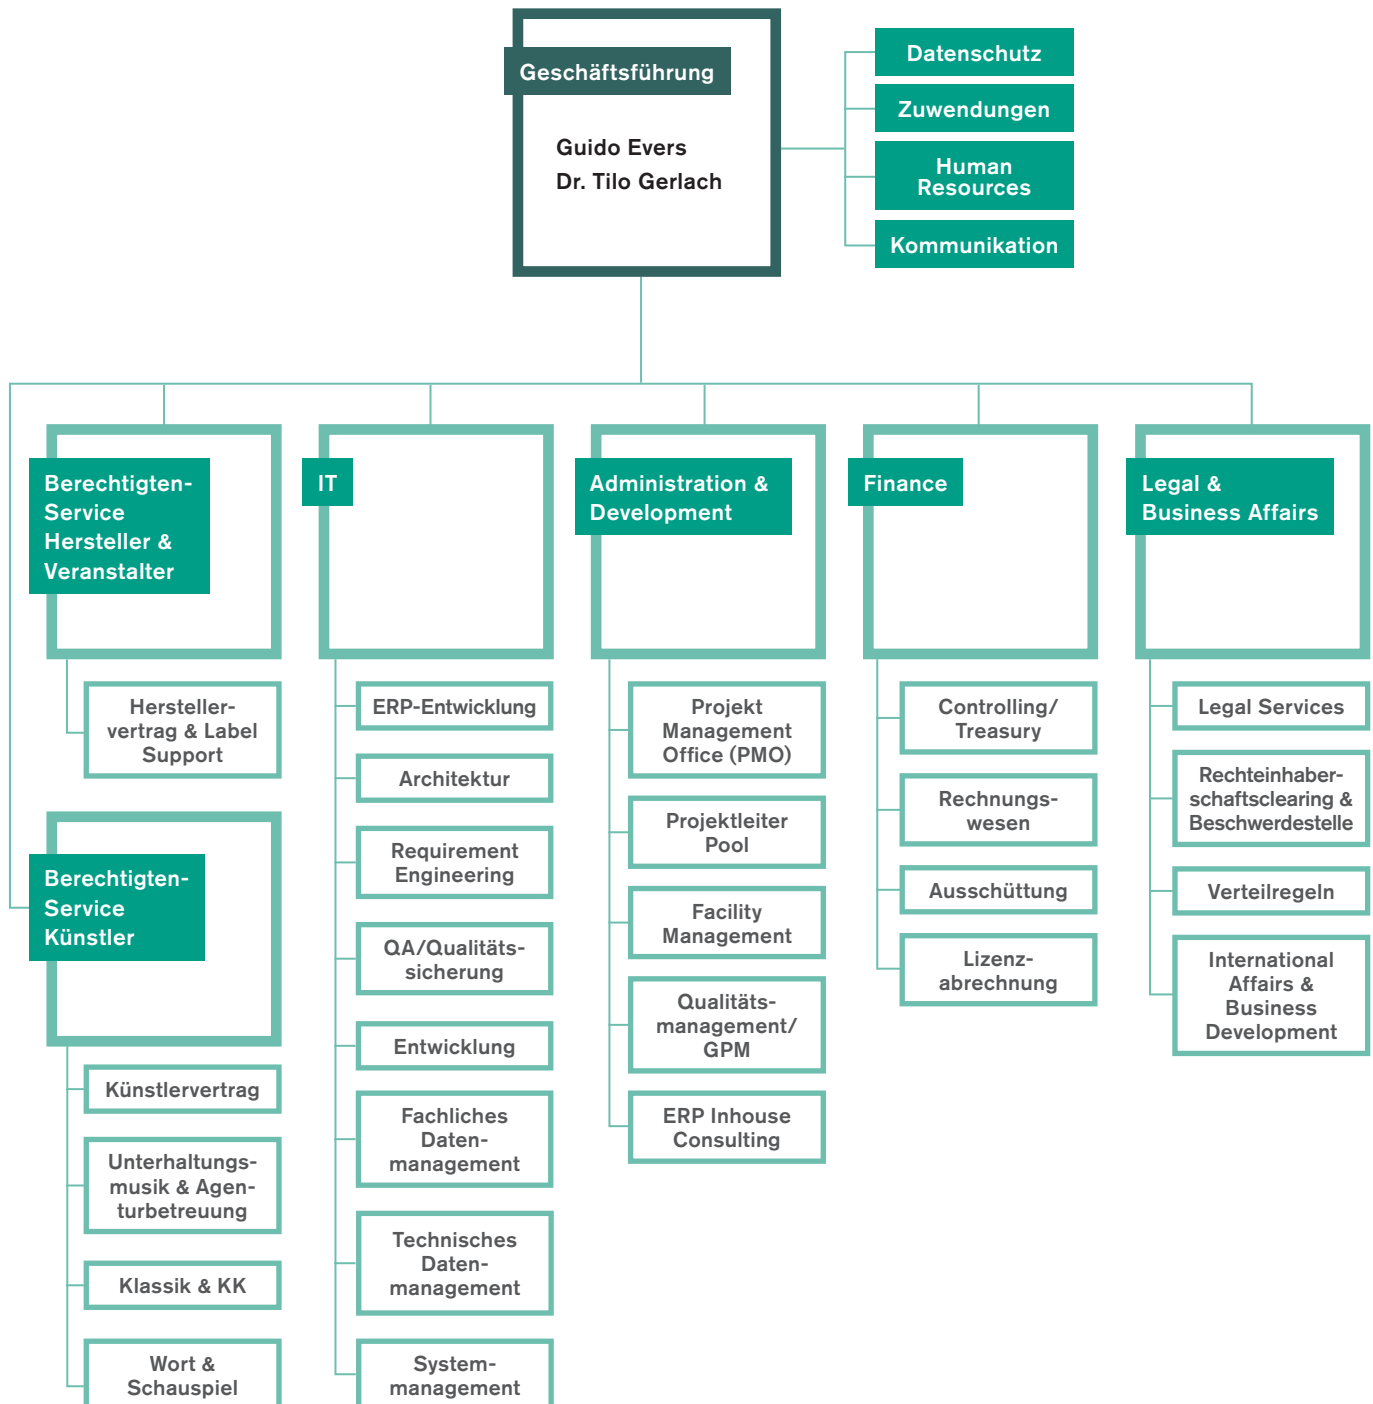 Geschäftsführung
Guido Evers
Dr. Tilo Gerlach
Datenschutz
Zuwendungen
Human
Resources
Kommunikation
Berechtigten-
Service
Hersteller &
Veranstalter
Hersteller-
vertrag & Label
Support
Berechtigten-
Service
Künstler
Künstlervertrag
Unterhaltungs-
musik & Agen-
turbetreuung
Klassik & KK
Wort &
Schauspiel
IT
ERP-Entwicklung
Architektur
Requirement
Engineering
QA/Qualitäts-
sicherung
Entwicklung
Fachliches
Daten-
management
Technisches
Daten-
management
System-
management
Administration &
Development
Projekt
Management
Office (PMO)
Projektleiter
Pool
Facility
Management
Qualitäts-
management/
GPM
ERP Inhouse
Consulting
Finance
Controlling/
Treasury
Rechnungs-
wesen
Ausschüttung
Lizenz-
abrechnung
Legal &
Business Affairs
Legal Services
Rechteinhaber-
schaftsclearing &
Beschwerdestelle
Verteilregeln
International
Affairs &
Business
Development